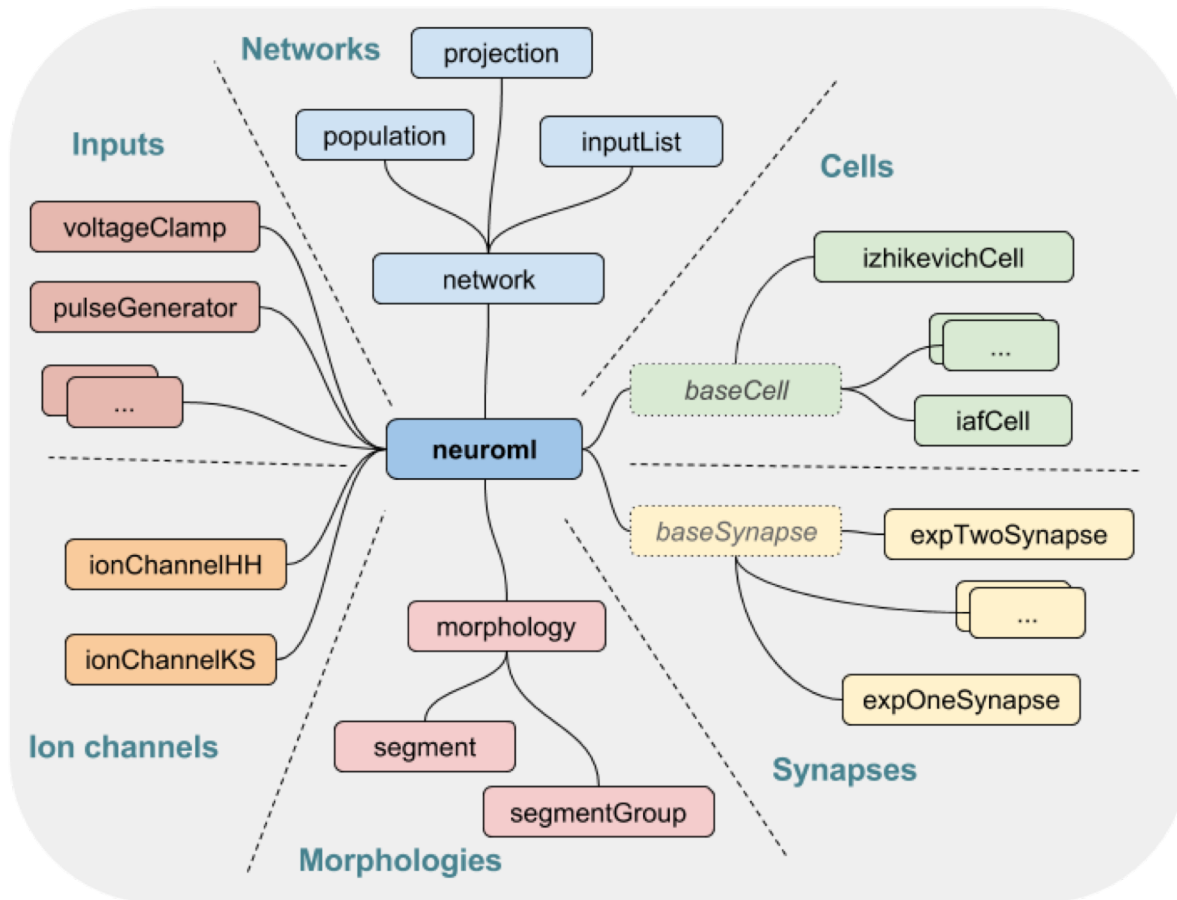 Networks
projection
population
inputList
network
Inputs
voltageClamp
pulseGenerator
...
Cells
izhikevichCell
baseCell
...
iafCell
neuroml
baseSynapse
expTwoSynapse
...
expOneSynapse
Synapses
ionChannelHH
ionChannelKS
Ion channels
morphology
segment
segmentGroup
Morphologies